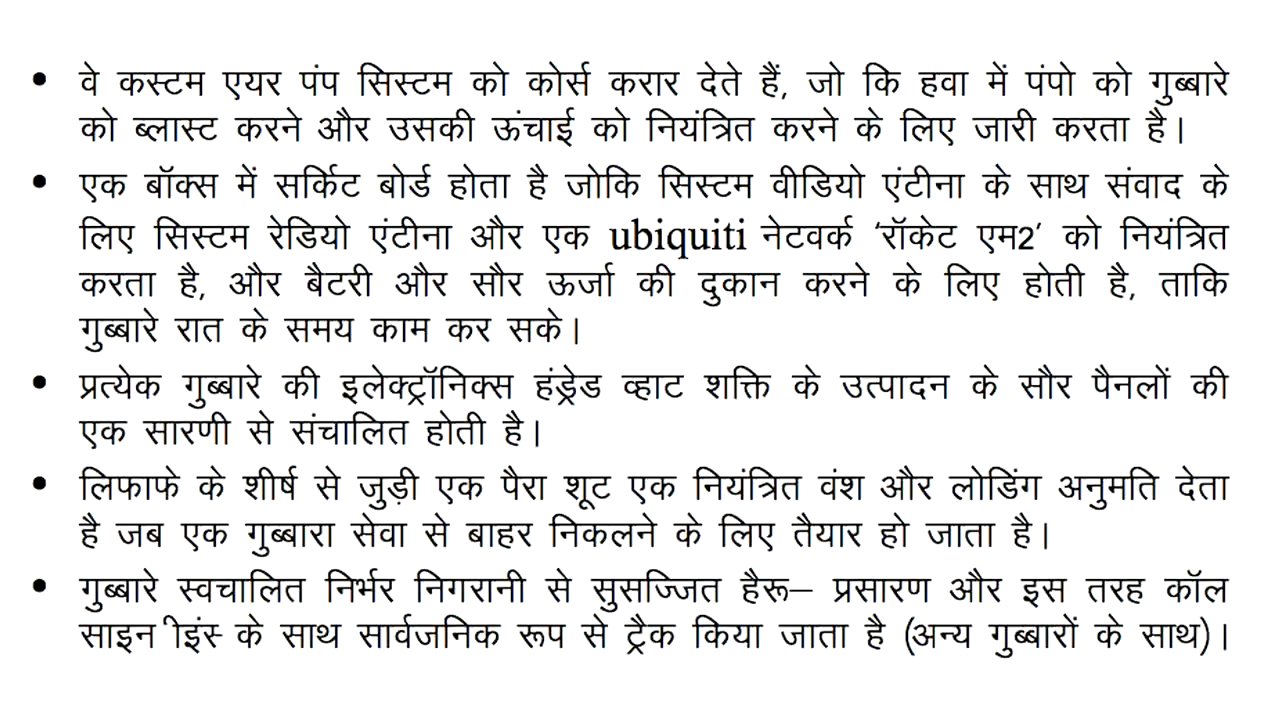 • वे कस्टम एयर पंप सिस्टम को कोर्स करार देते हैं, जो कि हवा में पंपो को गुब्बारे
को ब्लास्ट करने और उसकी ऊंचाई को नियंत्रित करने के लिए जारी करता है।
• एक बॉक्स में सर्किट बोर्ड होता है जोकि सिस्टम वीडियो एंटीना के साथ संवाद के
लिए सिस्टम रेडियो एंटीना और एक ubiquiti नेटवर्क ‘रॉकेट एम2’ को नियंत्रित
करता है, और बैटरी और सौर ऊर्जा की दुकान करने के लिए होती है, ताकि
गुब्बारे रात के समय काम कर सके।
• प्रत्येक गुब्बारे की इलेक्ट्रॉनिक्स हंड्रेड व्हाट शक्ति के उत्पादन के सौर पैनलों की
एक सारणी से संचालित होती है।
• लिफाफे के शीर्ष से जुड़ी एक पैरा शूट एक नियंत्रित वंश और लोडिंग अनुमति देता
है जब एक गुब्बारा सेवा से बाहर निकलने के लिए तैयार हो जाता है।
• गुब्बारे स्वचालित निर्भर निगरानी से सुसज्जित हैरू– प्रसारण और इस तरह कॉल
साइन के साथ सार्वजनिक रूप से ट्रैक किया जाता है (अन्य गुब्बारों के साथ)।